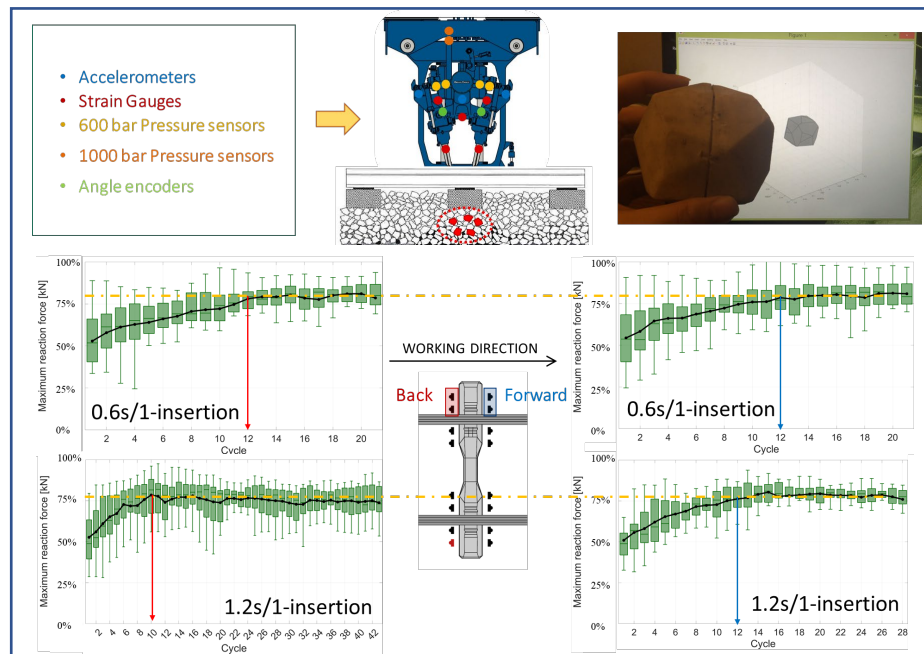 Accelerometers
Strain Gauges
600 bar Pressure sensors
1000 bar Pressure sensors
Angle encoders
Figure 1
Maximum reaction force [kN]
100%
75%
50%
25%
0%
0.6s/1-insertion
2 4 6 8 10 12 14 16 18 20
Cycle
WORKING DIRECTION
Back
Forward
Maximum reaction force [kN]
100%
75%
50%
25%
0%
0.6s/1-insertion
2 4 6 8 10 12 14 16 18 20
Cycle
Maximum reaction force [kN]
100%
75%
50%
25%
0%
1.2s/1-insertion
2 4 6 8 10 12 14 16 18 20 22 24 26 28 30 32 34 36 38 40 42
Cycle
Maximum reaction force [kN]
100%
75%
50%
25%
0%
1.2s/1-insertion
2 4 6 8 10 12 14 16 18 20 22 24 26 28
Cycle